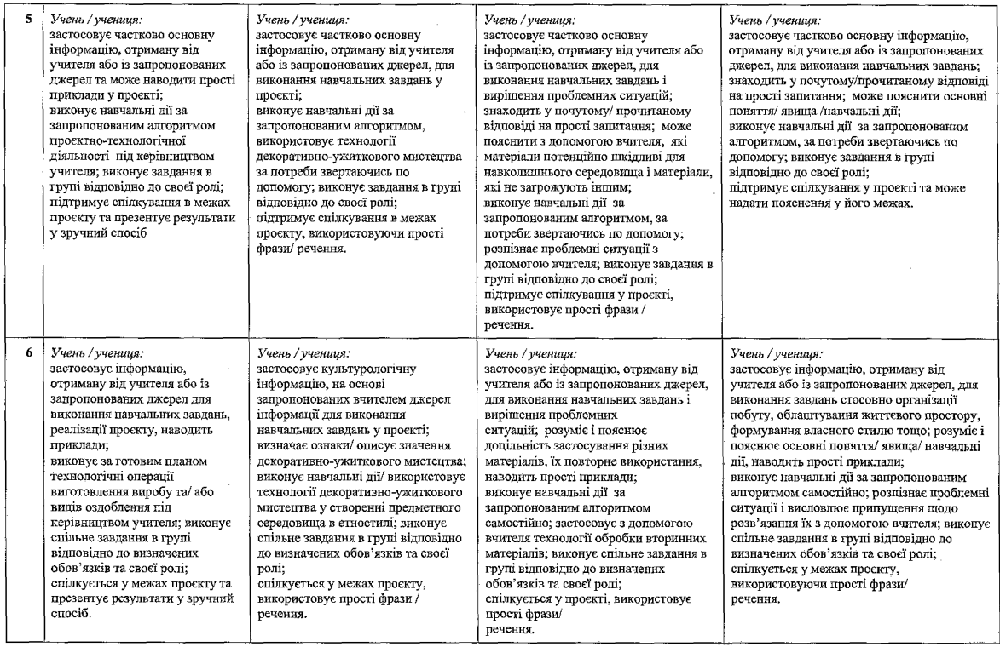 5
Учень / учениця:
застосовує частково основну
інформацію, отриману від
учителя або із запропонованих
джерел та може наводити прості
приклади у проєкті;
виконує навчальні дії за
запропонованим алгоритмом
проєктно-технологічної
діяльності під керівництвом
учителя; виконує завдання в
групі відповідно до своєї ролі;
підтримує спілкування в межах
проєкту та презентує результати
у зручний спосіб
Учень / учениця:
застосовує частково основну
інформацію, отриману від учителя
або із запропонованих джерел, для
виконання навчальних завдань у
проєкті;
виконує навчальні дії за
запропонованим алгоритмом,
використовує технології
декоративно-ужиткового мистецтва
за потреби звертаючись по
допомогу; виконує завдання в групі
відповідно до своєї ролі;
підтримує спілкування в межах
проєкту, використовуючи прості
фрази/ речення.
Учень / учениця:
застосовує частково основну
інформацію, отриману від учителя або
із запропонованих джерел, для
виконання навчальних завдань і
вирішення проблемних ситуацій;
знаходить у почутому/ прочитаному
відповіді на прості запитання; може
пояснити з допомогою вчителя, які
матеріали потенційно шкідливі для
навколишнього середовища і матеріали,
які не загрожують іншим;
виконує навчальні дії за
запропонованим алгоритмом, за
потреби звертаючись по допомогу;
розпізнає проблемні ситуації з
допомогою вчителя; виконує завдання в
групі відповідно до своєї ролі;
підтримує спілкування у проєкті,
використовує прості фрази /
речення.
Учень / учениця:
застосовує частково основну інформацію,
отриману від учителя або із запропонованих
джерел, для виконання навчальних завдань;
знаходить у почутому/прочитаному відповіді
на прості запитання; може пояснити основні
поняття/ явища /навчальні дії;
виконує навчальні дії за запропонованим
алгоритмом, за потреби звертаючись по
допомогу; виконує завдання в групі
відповідно до своєї ролі;
підтримує спілкування у проєкті та може
надати пояснення у його межах.
6
Учень / учениця:
застосовує інформацію,
отриману від учителя або із
запропонованих джерел для
виконання навчальних завдань,
реалізації проєкту, наводить
приклади;
виконує за готовим планом
технологічні операції
виготовлення виробу та/ або
видів оздоблення під
керівництвом учителя; виконує
спільне завдання в групі
відповідно до визначених
обов’язків та своєї ролі;
спілкується у межах проєкту та
презентує результати у зручний
спосіб.
Учень / учениця:
застосовує культурологічну
інформацію, на основі
запропонованих вчителем джерел
інформації для виконання
навчальних завдань у проєкті;
визначає ознаки/ описує значення
декоративно-ужиткового мистецтва;
виконує навчальні дії/ використовує
технології декоративно-ужиткового
мистецтва у створенні предметного
середовища в етностилі; виконує
спільне завдання в групі відповідно
до визначених обов’язків та своєї
ролі;
спілкується у межах проєкту,
використовує прості фрази /
речення.
Учень / учениця:
застосовує інформацію, отриману від
учителя або із запропонованих джерел,
для виконання навчальних завдань і
вирішення проблемних
ситуацій; розуміє і пояснює
доцільність застосування різних
матеріалів, їх повторне використання,
наводить прості приклади;
виконує навчальні дії за
запропонованим алгоритмом
самостійно; застосовує з допомогою
вчителя технології обробки вторинних
матеріалів; виконує спільне завдання в
групі відповідно до визначених
обов’язків та своєї ролі;
спілкується у проєкті, використовує
прості фрази/
речення.
Учень / учениця:
застосовує інформацію, отриману від
учителя або із запропонованих джерел, для
виконання завдань стосовно організації
побуту, облаштування життєвого простору,
формування власного стилю тощо; розуміє і
пояснює основні поняття/ явища/ навчальні
дії, наводить прості приклади;
виконує навчальні дії за запропонованим
алгоритмом самостійно; розпізнає проблемні
ситуації і висловлює припущення щодо
розв’язання їх з допомогою вчителя; виконує
спільне завдання в групі відповідно до
визначених обов’язків та своєї ролі;
спілкується у межах проєкту,
використовуючи прості фрази/
речення.